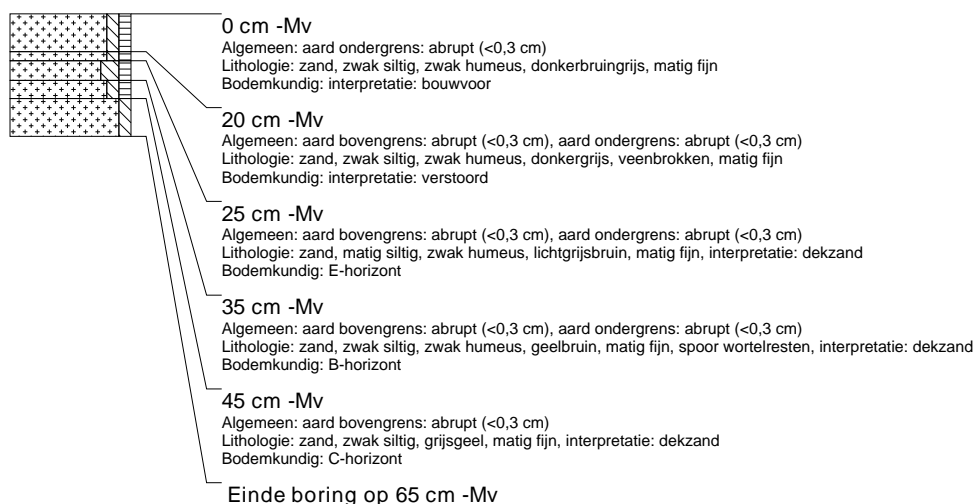 0 cm -Mv
Algemeen: aard ondergrens: abrupt (<0,3 cm)
Lithologie: zand, zwak siltig, zwak humeus, donkerbruingrijs, matig fijn
Bodemkundig: interpretatie: bouwvoor
20 cm -Mv
Algemeen: aard bovengrens: abrupt (<0,3 cm), aard ondergrens: abrupt (<0,3 cm)
Lithologie: zand, zwak siltig, zwak humeus, donkergrijs, veenbrokken, matig fijn
Bodemkundig: interpretatie: verstoord
25 cm -Mv
Algemeen: aard bovengrens: abrupt (<0,3 cm), aard ondergrens: abrupt (<0,3 cm)
Lithologie: zand, matig siltig, zwak humeus, lichtgrijsbruin, matig fijn, interpretatie: dekzand
Bodemkundig: E-horizont
35 cm -Mv
Algemeen: aard bovengrens: abrupt (<0,3 cm), aard ondergrens: abrupt (<0,3 cm)
Lithologie: zand, zwak siltig, zwak humeus, geelbruin, matig fijn, spoor wortelresten, interpretatie: dekzand
Bodemkundig: B-horizont
45 cm -Mv
Algemeen: aard bovengrens: abrupt (<0,3 cm)
Lithologie: zand, zwak siltig, grijsgeel, matig fijn, interpretatie: dekzand
Bodemkundig: C-horizont
Einde boring op 65 cm -Mv